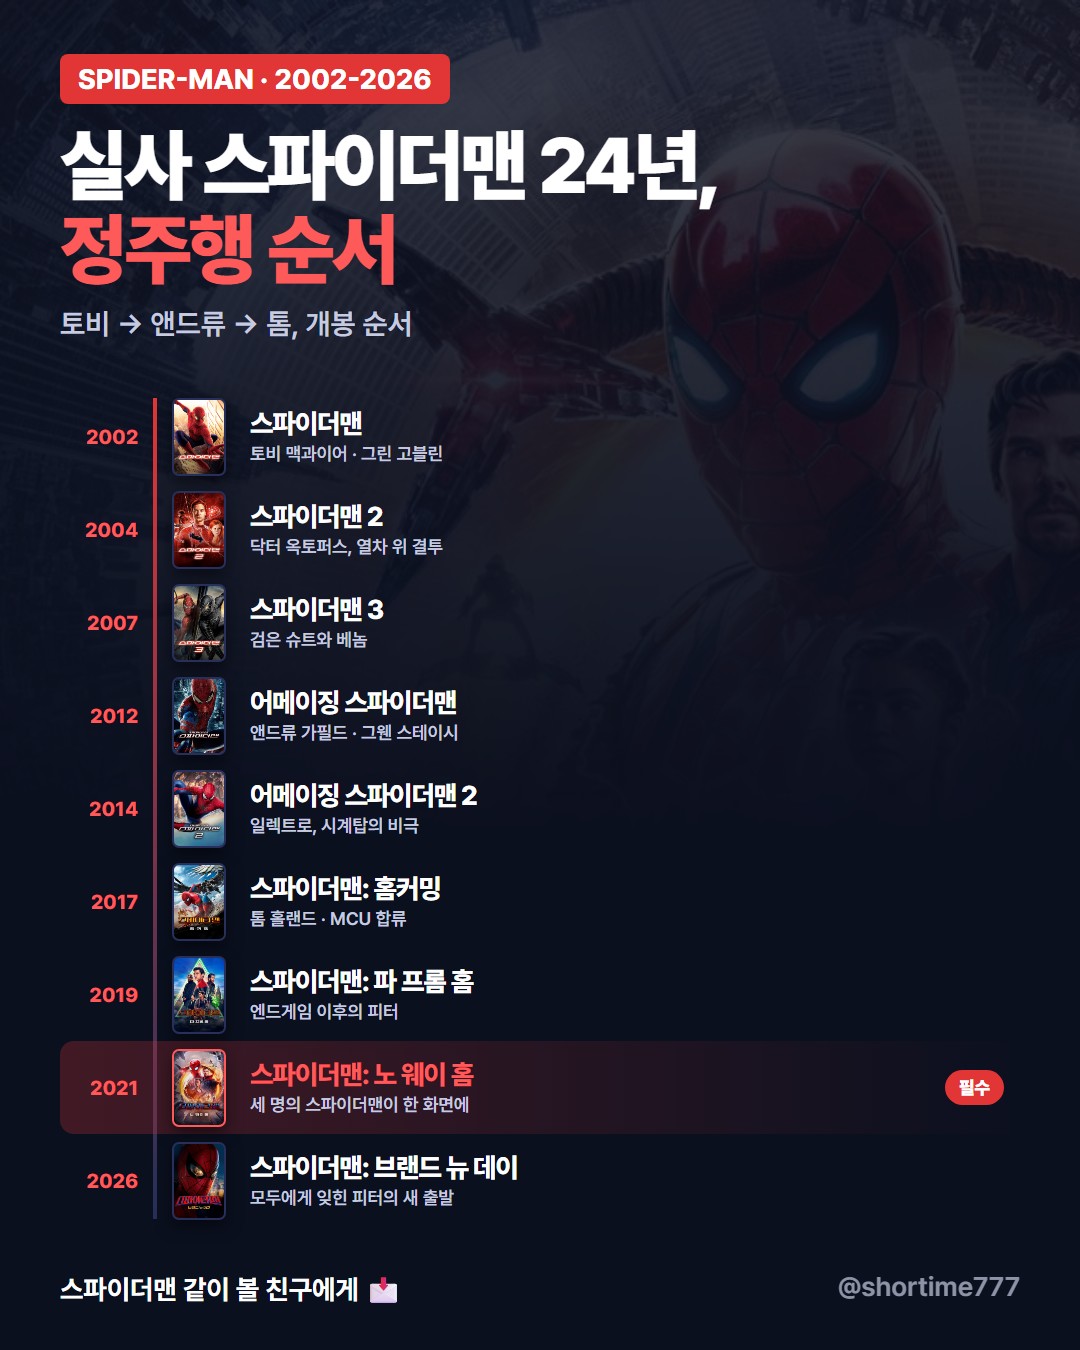 SPIDER-MAN · 2002-2026
실사 스파이더맨 24년,
정주행 순서
토비 → 앤드류 → 톰, 개봉 순서
2002
스파이더맨
토비 맥과이어 · 그린 고블린
2004
스파이더맨 2
닥터 옥토퍼스, 열차 위 결투
2007
스파이더맨 3
검은 슈트와 베놈
2012
어메이징 스파이더맨
앤드류 가필드 · 그웬 스테이시
2014
어메이징 스파이더맨 2
일렉트로, 시계탑의 비극
2017
스파이더맨: 홈커밍
톰 홀랜드 · MCU 합류
2019
스파이더맨: 파 프롬 홈
엔드게임 이후의 피터
2021
스파이더맨: 노 웨이 홈
세 명의 스파이더맨이 한 화면에
필수
2026
스파이더맨: 브랜드 뉴 데이
모두에게 잊힌 피터의 새 출발
스파이더맨 같이 볼 친구에게
@shortime777